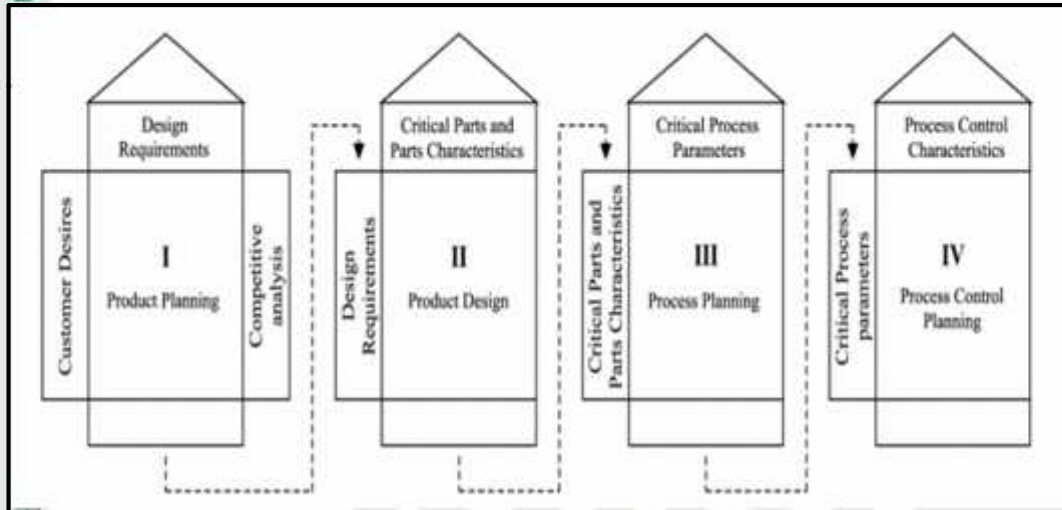 Design
Requirements
Customer Desires
I
Product Planning
Competitive
analysis
Critical Parts and
Parts Characteristics
Design
Requirements
II
Product Design
Critical Process
Parameters
Critical Parts and
Parts Characteristics
III
Process Planning
Process Control
Characteristics
Critical Process
parameters
IV
Process Control
Planning